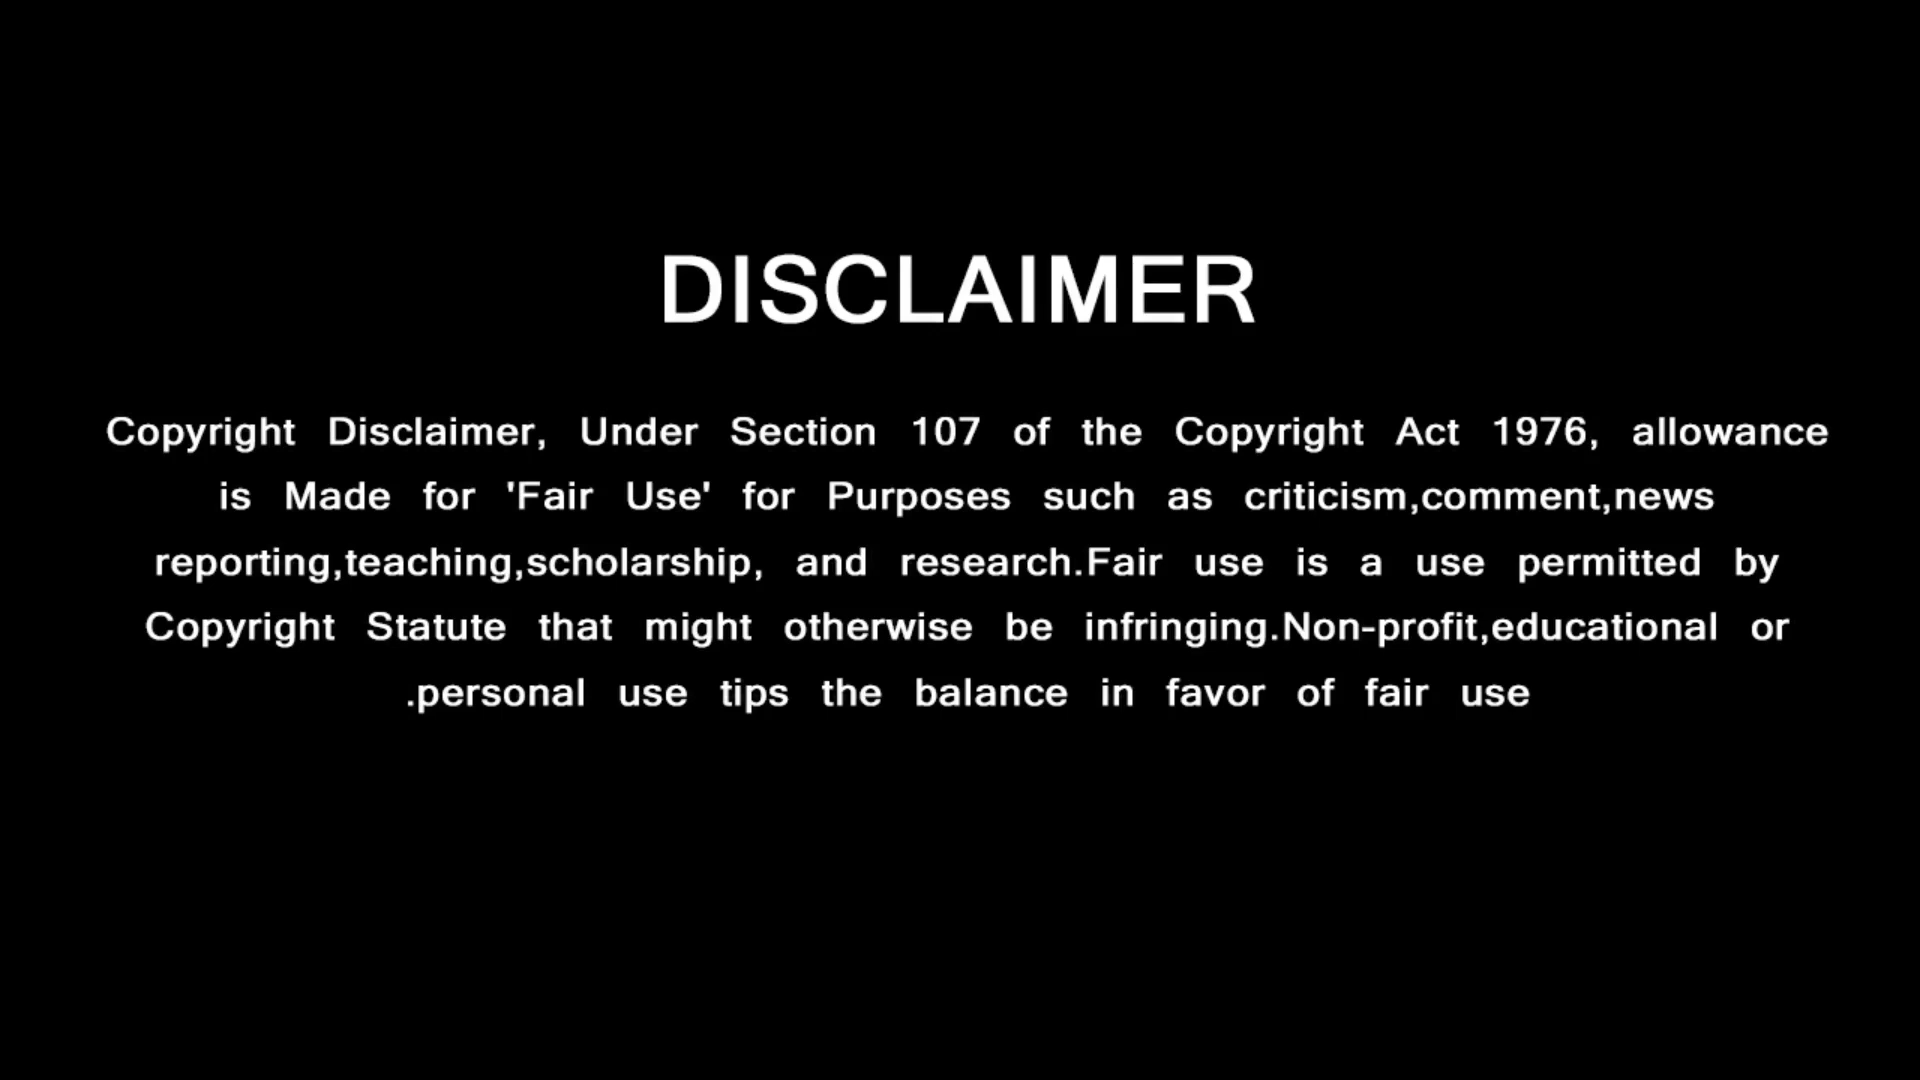 DISCLAIMER
Copyright Disclaimer, Under Section 107 of the Copyright Act 1976, allowance
is Made for 'Fair Use' for Purposes such as criticism,comment,news
reporting,teaching,scholarship, and research.Fair use is a use permitted by
Copyright Statute that might otherwise be infringing.Non-profit,educational or
.personal use tips the balance in favor of fair use